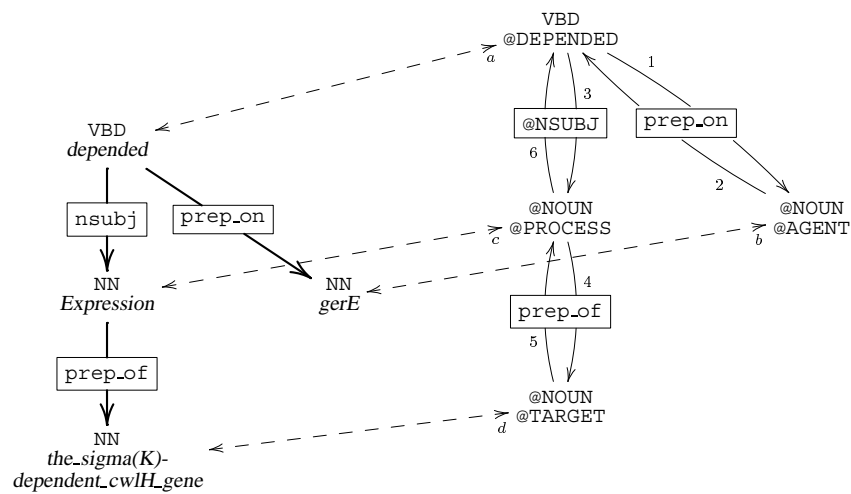 VBD
@DEPENDED
a
1
3
@NSUBJ
prep_on
6
2
VBD
depended
nsubj
prep_on
@NOUN
@PROCESS
c
@NOUN
@AGENT
b
NN
Expression
NN
gerE
4
prep_of
5
prep_of
@NOUN
@TARGET
d
NN
the_sigma(K)-
dependent_cwlH_gene